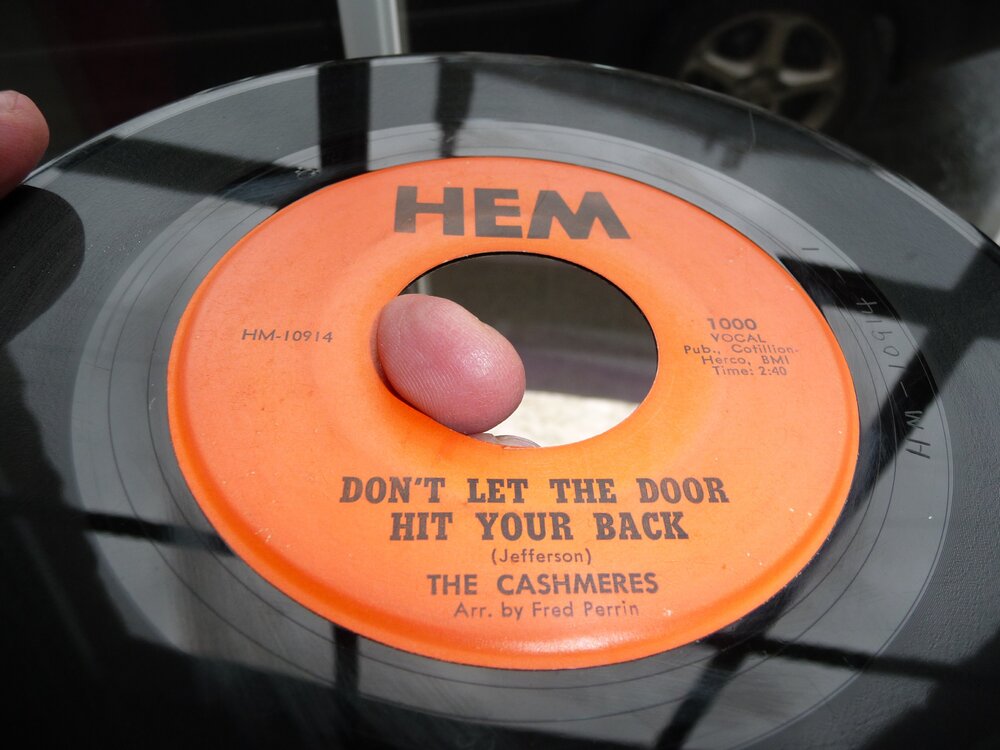 HEM
HM-10914
1000
VOCAL
Pub., Cotillion-
Herco, BMI
Time: 2:40
DON'T LET THE DOOR
HIT YOUR BACK
(Jefferson)
THE CASHMERES
Arr. by Fred Perrin
HM-10914